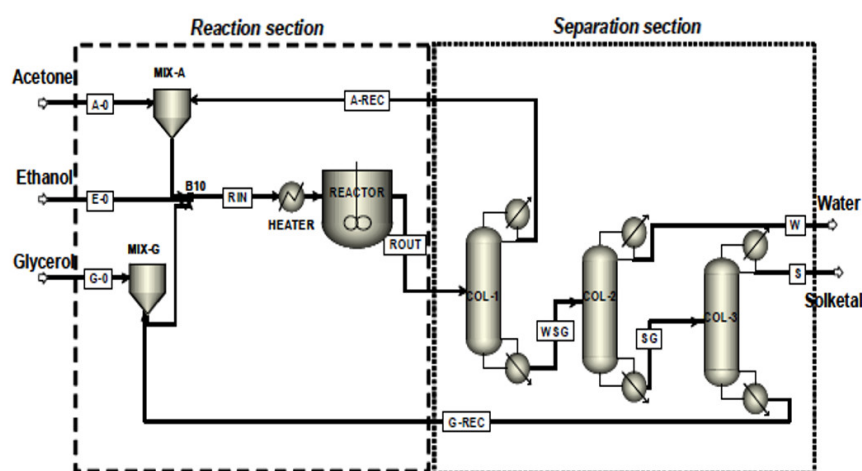 Reaction section
Separation section
Acetone
MIX-A
A-0
A-REC
Ethanol
E-0
B10
RIN
HEATER
REACTOR
ROUT
Glycerol
G-0
MIX-G
COL-1
WSG
COL-2
SG
COL-3
Water
W
S
Solketal
G-REC